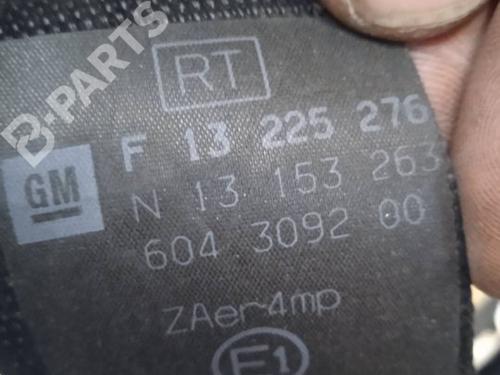 B-PARTS
RT
F 13 225 276
GM
N 13 153 263
604 3092 00
ZAer-4mp
E1